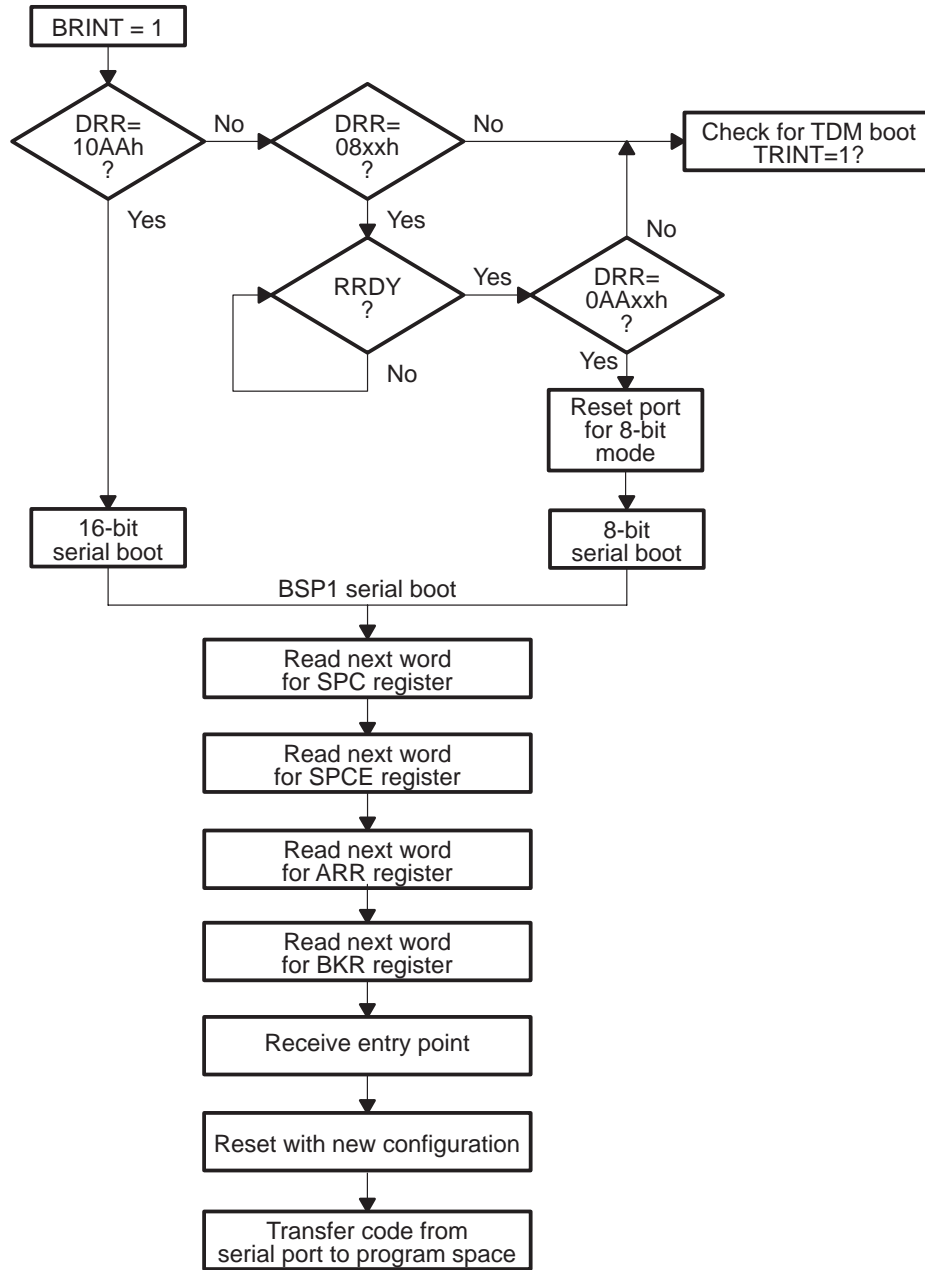 BRINT = 1
DRR=
10AAh
?
No
DRR=
08xxh
?
No
Check for TDM boot
TRINT=1?
Yes
Yes
No
RRDY
?
Yes
DRR=
0AAxxh
?
No
Yes
Reset port
for 8-bit
mode
16-bit
serial boot
8-bit
serial boot
BSP1 serial boot
Read next word
for SPC register
Read next word
for SPCE register
Read next word
for ARR register
Read next word
for BKR register
Receive entry point
Reset with new configuration
Transfer code from
serial port to program space